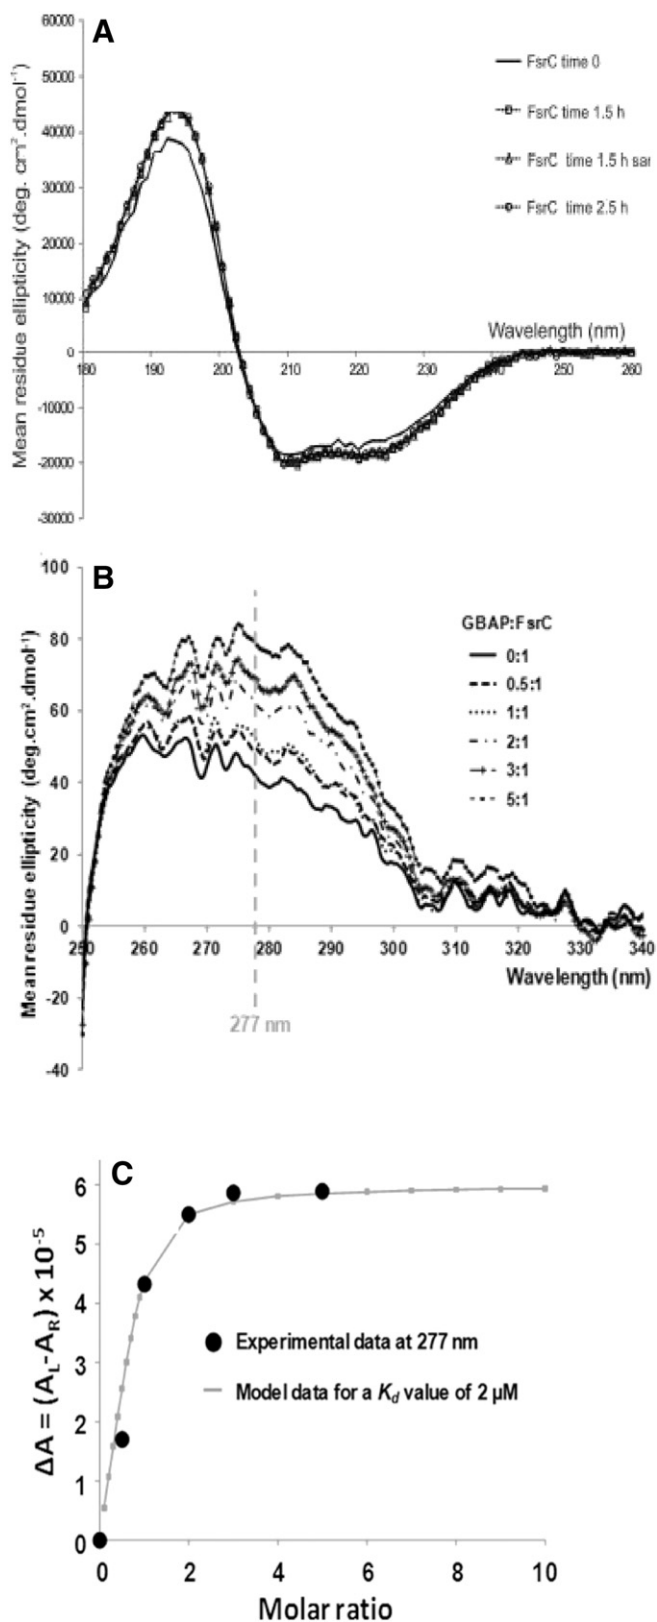 A
60000
50000
40000
30000
20000
10000
0
-10000
-20000
-30000
Mean residue ellipticity (deg. cm².dmol⁻¹)
FsrC time 0
FsrC time 1.5 h
FsrC time 1.5 h sar
FsrC time 2.5 h
Wavelength (nm)
180 190 200 210 220 230 240 250 260
B
100
80
60
40
20
0
-20
-40
Mean residue ellipticity (deg.cm².dmol⁻¹)
GBAP:FsrC
0:1
0.5:1
1:1
2:1
3:1
5:1
250 260 270 280 290 300 310 320 330 340
Wavelength (nm)
277 nm
C
6
5
4
3
2
1
0
ΔA = (A_L-A_R) x 10⁻⁵
Experimental data at 277 nm
Model data for a K_d value of 2 µM
0 2 4 6 8 10
Molar ratio